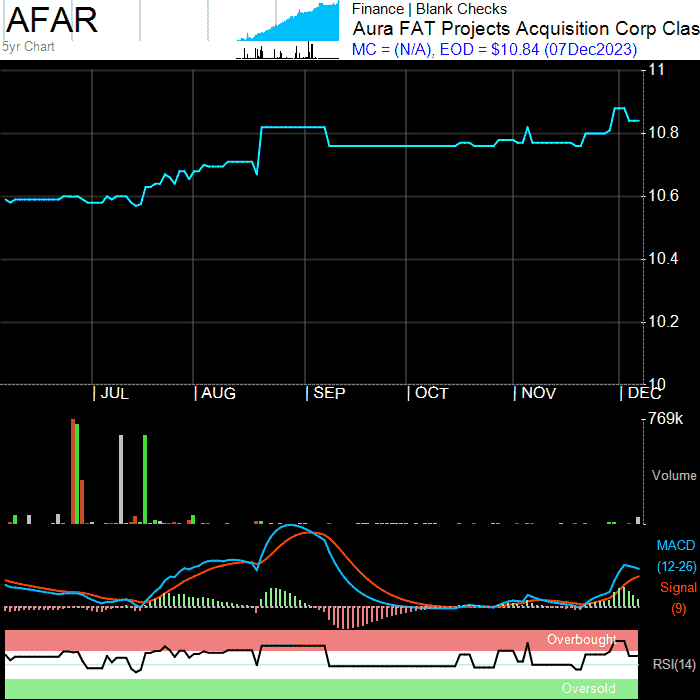 AFAR
5yr Chart
Finance | Blank Checks
Aura FAT Projects Acquisition Corp Clas
MC = (N/A), EOD = $10.84 (07Dec2023)
11
10.8
10.6
10.4
10.2
10
JUL AUG SEP OCT NOV DEC
769k
Volume
MACD
(12-26)
Signal
(9)
Overbought
RSI(14)
Oversold